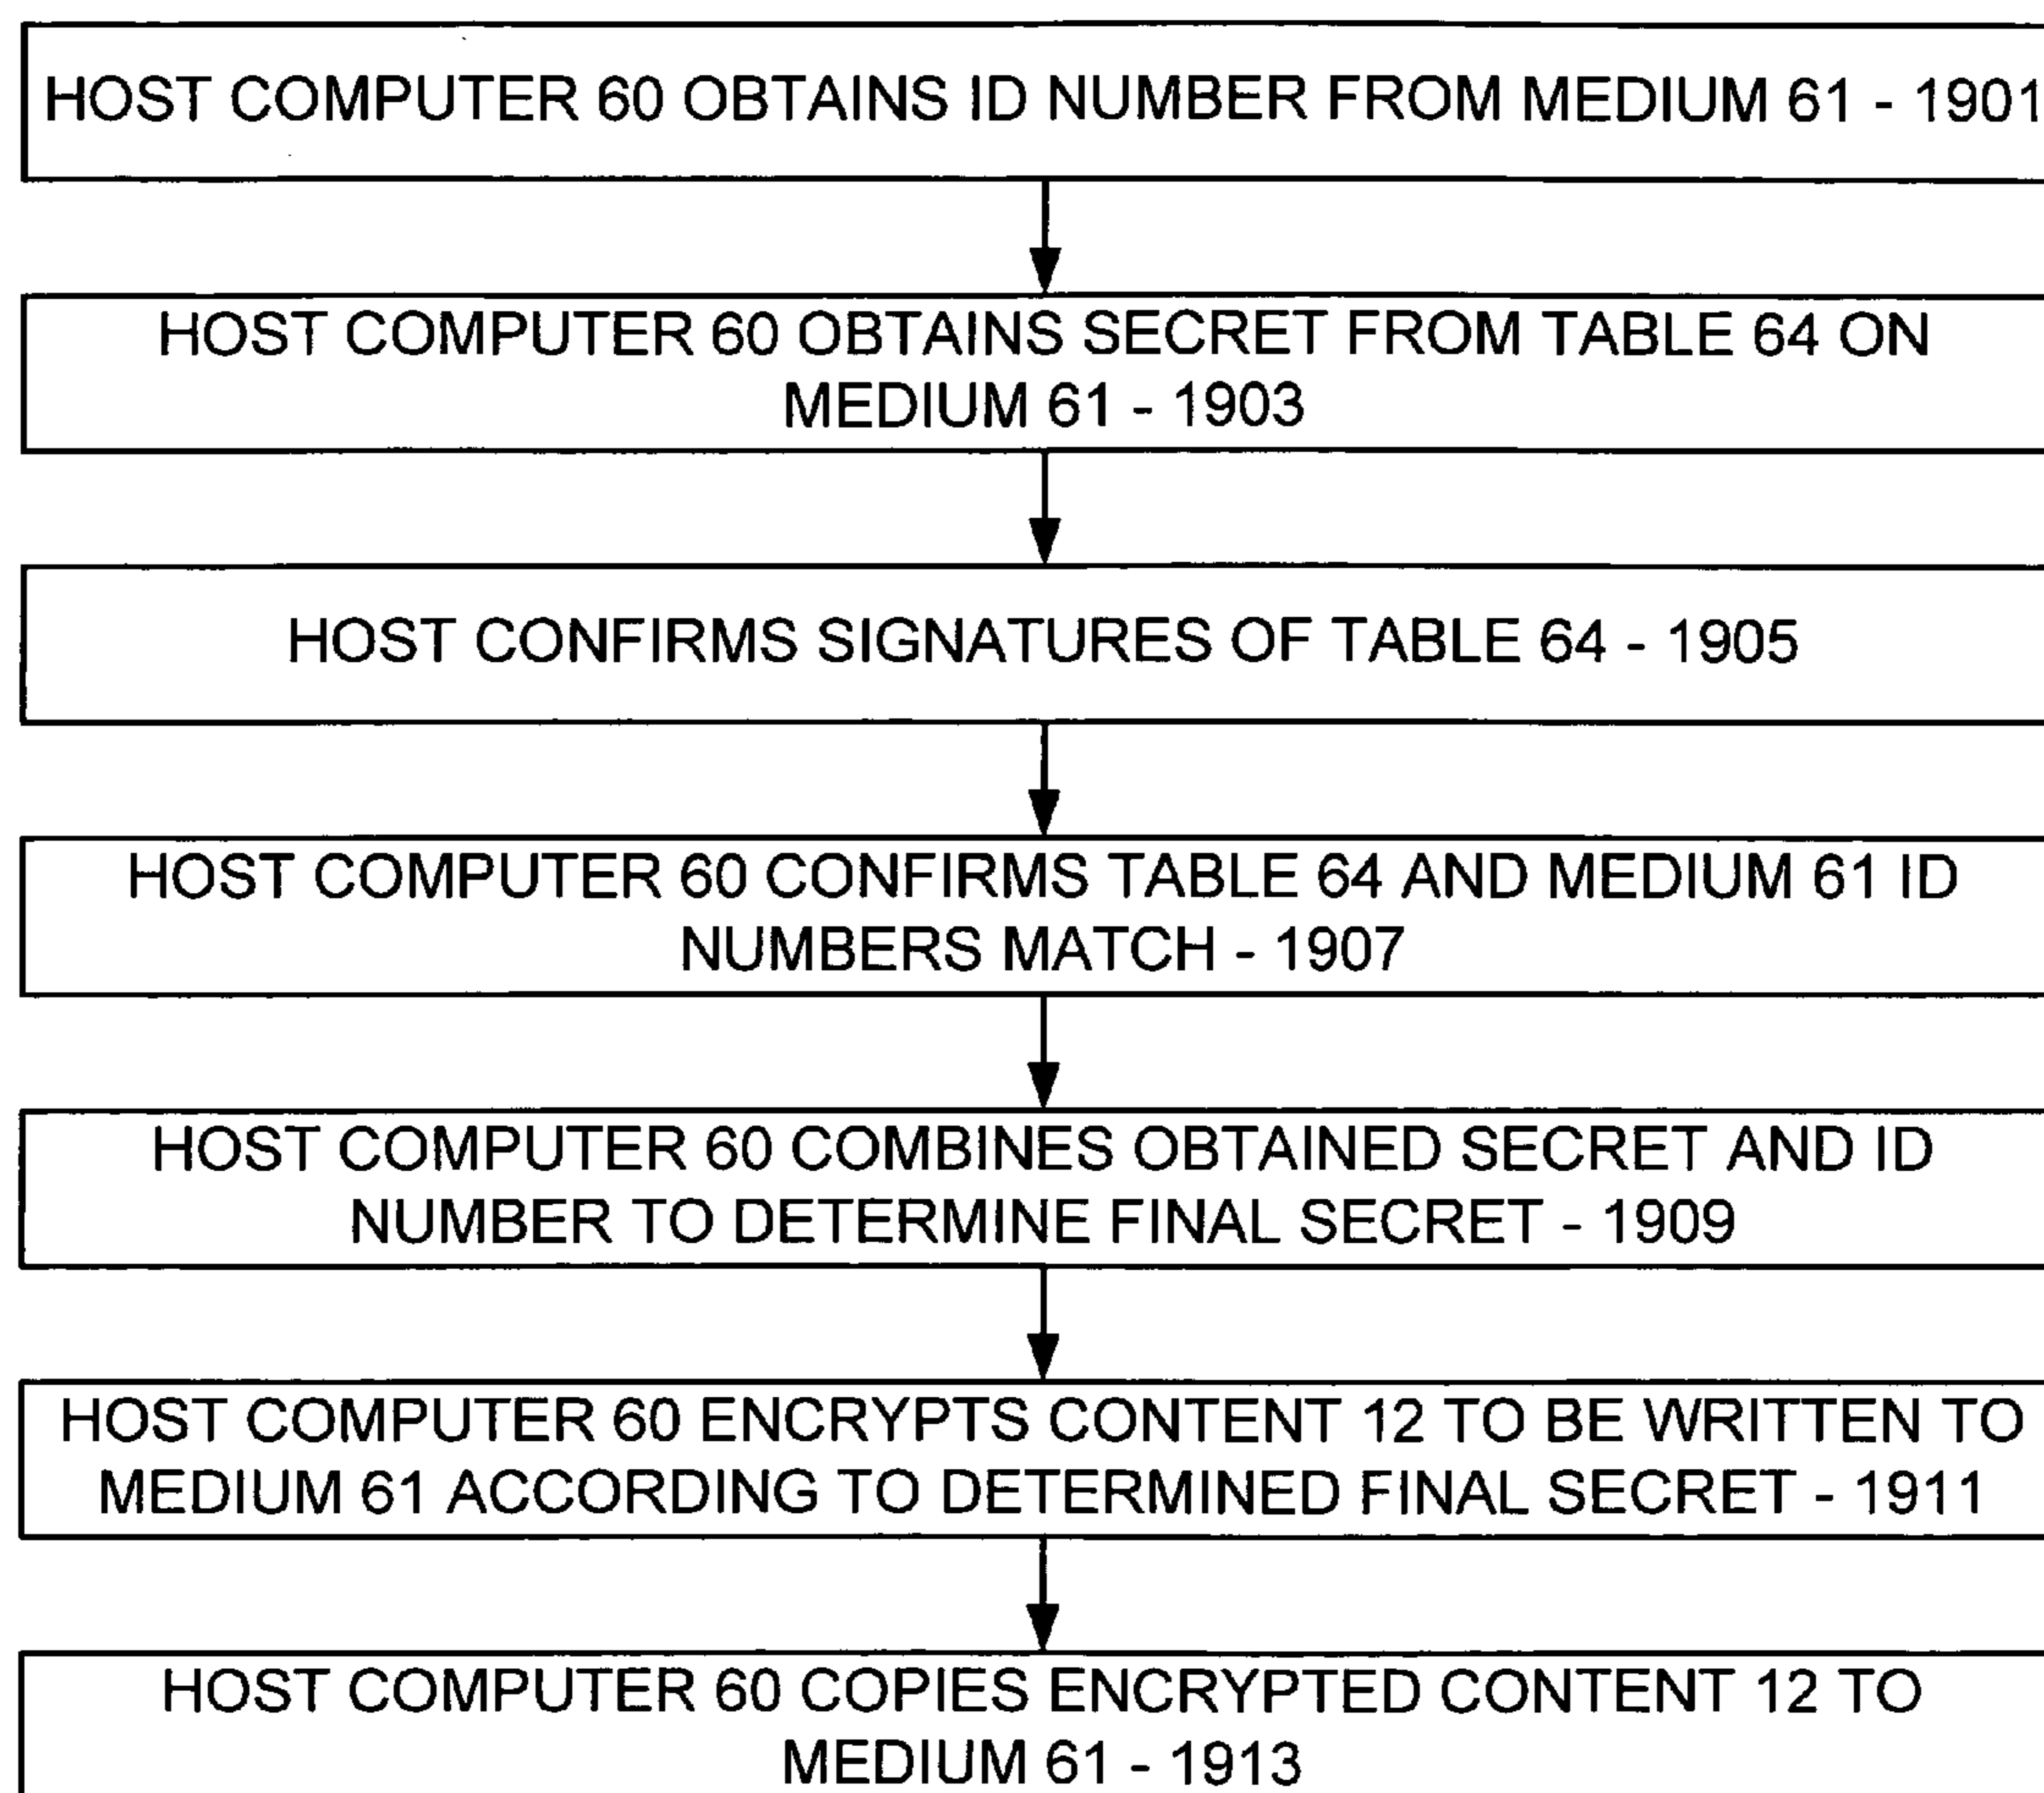 HOST COMPUTER 60 OBTAINS ID NUMBER FROM MEDIUM 61 - 1901
HOST COMPUTER 60 OBTAINS SECRET FROM TABLE 64 ON
MEDIUM 61 - 1903
HOST CONFIRMS SIGNATURES OF TABLE 64 - 1905
HOST COMPUTER 60 CONFIRMS TABLE 64 AND MEDIUM 61 ID
NUMBERS MATCH - 1907
HOST COMPUTER 60 COMBINES OBTAINED SECRET AND ID
NUMBER TO DETERMINE FINAL SECRET - 1909
HOST COMPUTER 60 ENCRYPTS CONTENT 12 TO BE WRITTEN TO
MEDIUM 61 ACCORDING TO DETERMINED FINAL SECRET - 1911
HOST COMPUTER 60 COPIES ENCRYPTED CONTENT 12 TO
MEDIUM 61 - 1913